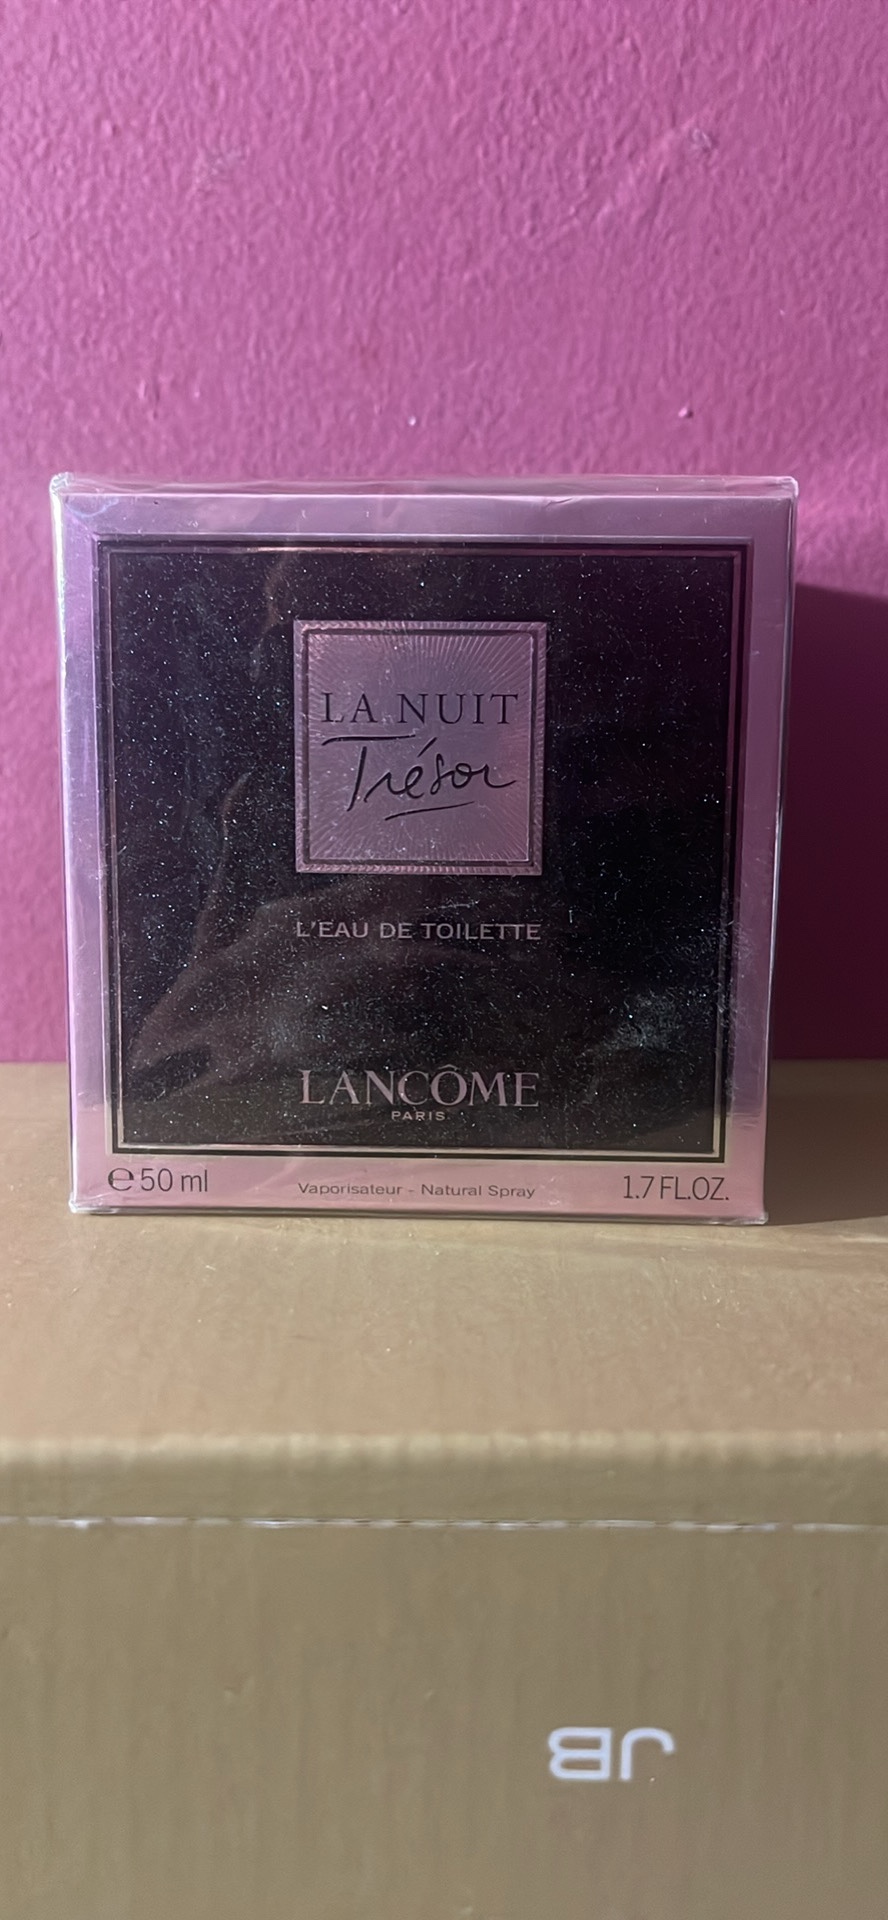 LA NUIT
Trésor
L'EAU DE TOILETTE
LANCÔME
PARIS
℮ 50 ml
Vaporisateur - Natural Spray
1.7 FL.OZ.
JB